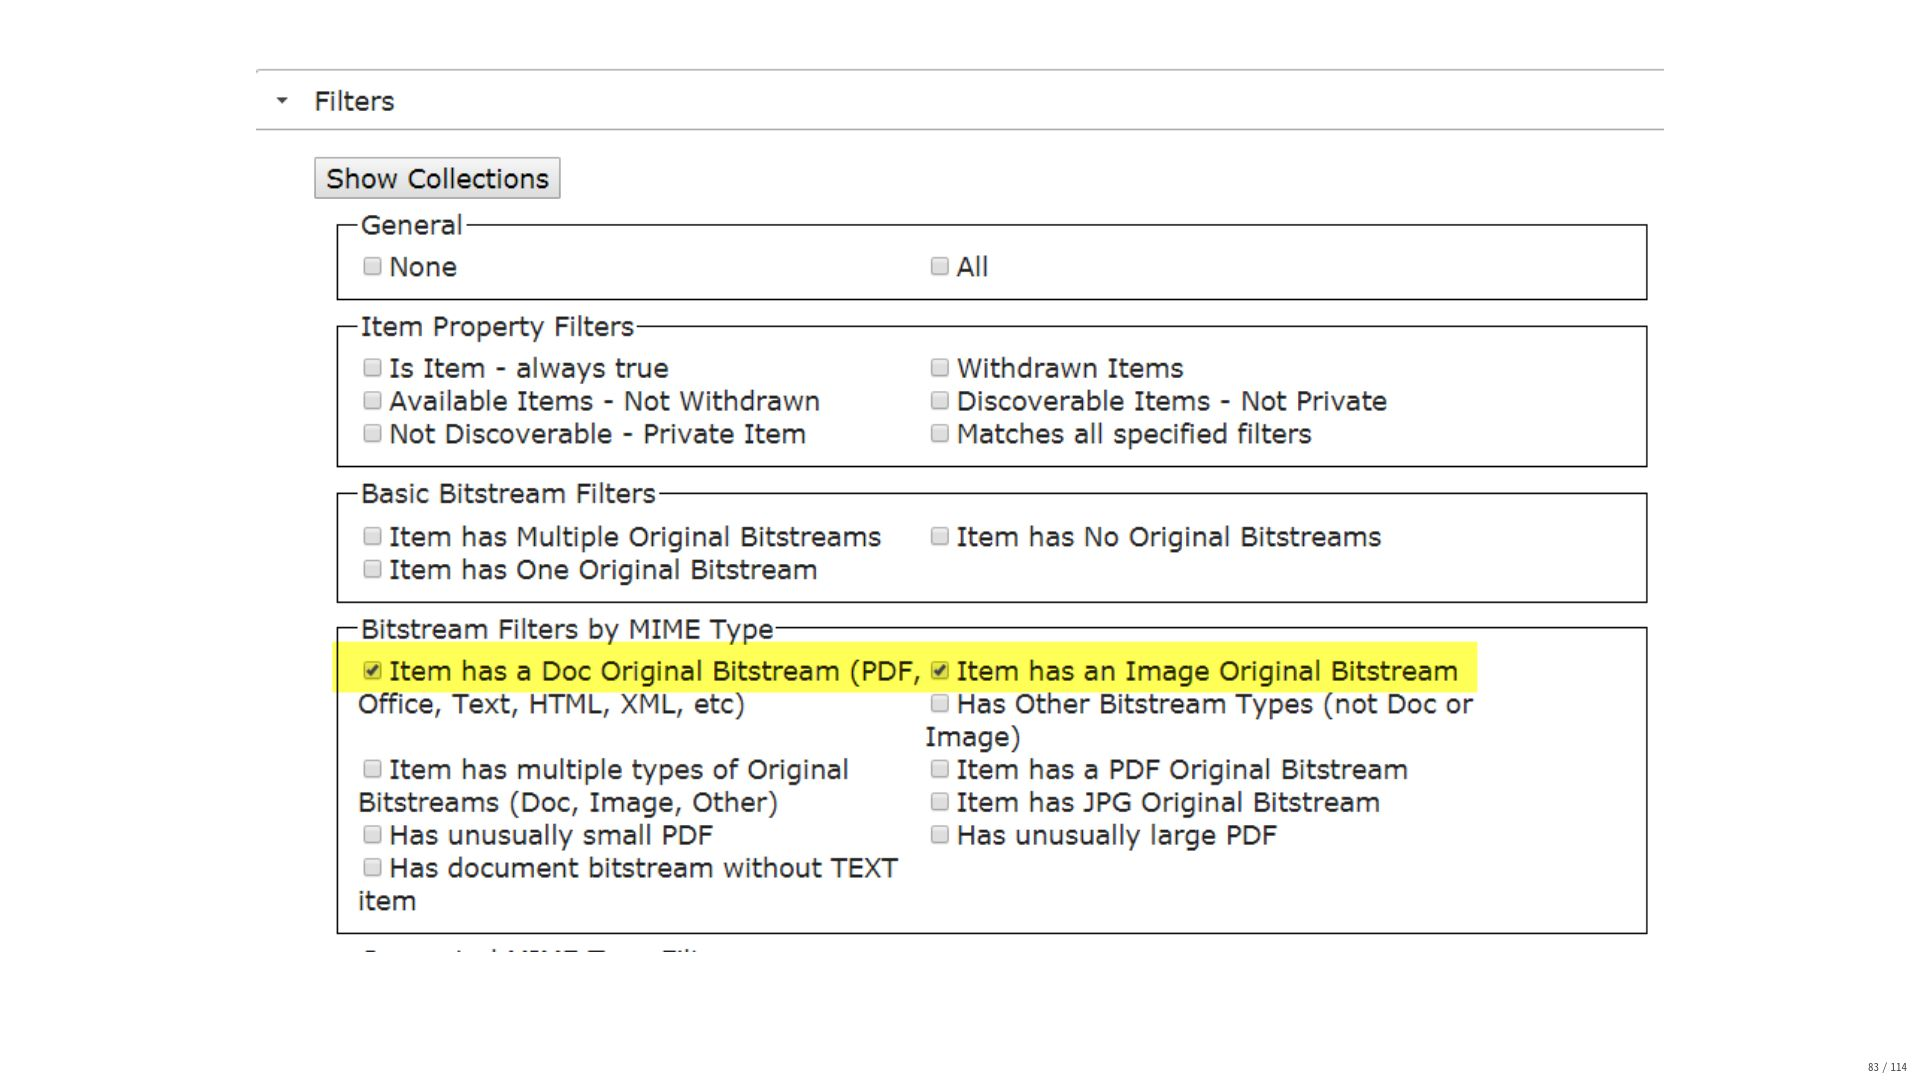 Filters
Show Collections
General
None
All
Item Property Filters
Is Item - always true
Withdrawn Items
Available Items - Not Withdrawn
Discoverable Items - Not Private
Not Discoverable - Private Item
Matches all specified filters
Basic Bitstream Filters
Item has Multiple Original Bitstreams
Item has No Original Bitstreams
Item has One Original Bitstream
Bitstream Filters by MIME Type
Item has a Doc Original Bitstream (PDF,
Office, Text, HTML, XML, etc)
Item has an Image Original Bitstream
Has Other Bitstream Types (not Doc or
Image)
Item has multiple types of Original
Bitstreams (Doc, Image, Other)
Item has a PDF Original Bitstream
Item has JPG Original Bitstream
Has unusually small PDF
Has unusually large PDF
Has document bitstream without TEXT
item
83 / 114